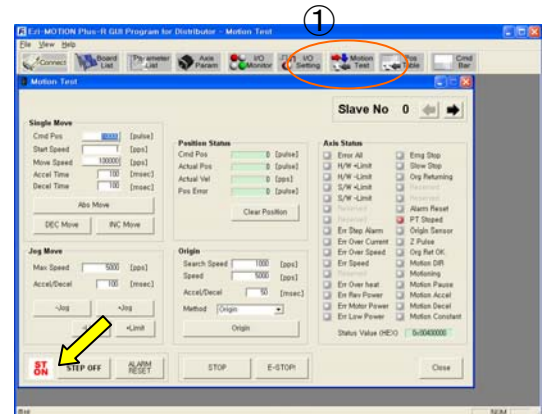 ①
Ezi-MOTION Plus-R GUI Program for Distributor - Motion Test
File View Help
Connect Board List Parameter List Axis Param I/O Monitor I/O Setting Motion Test Pos Table Cmd Bar
Motion Test
Slave No 0
Single Move
Cmd Pos [pulse]
Start Speed 1 [pps]
Move Speed 100000 [pps]
Accel Time 100 [msec]
Decel Time 100 [msec]
Abs Move
DEC Move INC Move
Jog Move
Max Speed 5000 [pps]
Accel/Decel 100 [msec]
-Jog +Jog
+Limit
Position Status
Cmd Pos 0 [pulse]
Actual Pos 0 [pulse]
Actual Vel 0 [pps]
Pos Error 0 [pulse]
Clear Position
Origin
Search Speed 1000 [pps]
Speed 5000 [pps]
Accel/Decel 50 [msec]
Method Origin
Origin
Axis Status
Error All Emg Stop
H/W +Limit Slow Stop
H/W -Limit Org Returning
S/W +Limit Reserved
S/W -Limit Reserved
Reserved Alarm Reset
Reserved PT Stoped
Err Step Alarm Origin Sensor
Err Over Current Z Pulse
Err Over Speed Org Ret OK
Err Speed Motion DIR
Reserved Motioning
Err Over heat Motion Pause
Err Rev Power Motion Accel
Err Motor Power Motion Decel
Err Low Power Motion Constant
Status Value (HEX) 0x00400000
ST ON STEP OFF ALARM RESET STOP E-STOP! Close
NUM